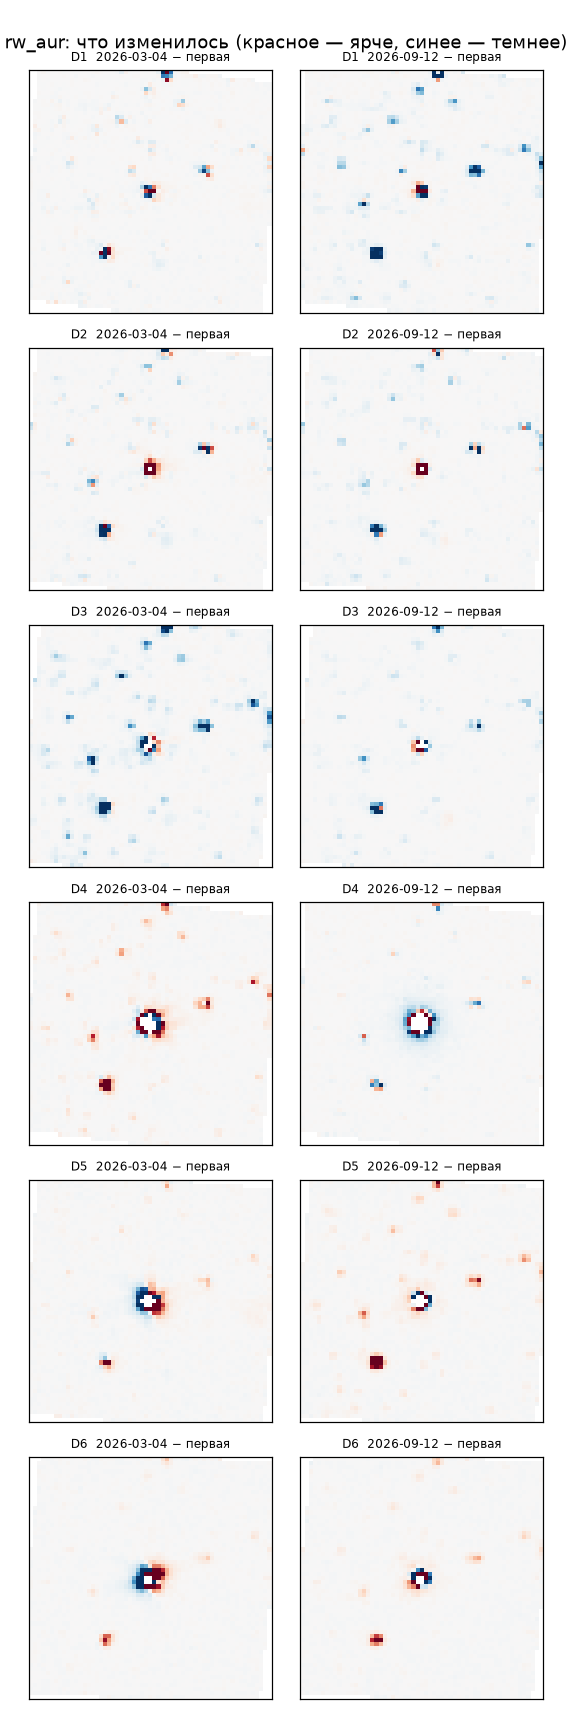 rw_aur: что изменилось (красное — ярче, синее — темнее)
D1 2026-03-04 − первая
D1 2026-09-12 − первая
D2 2026-03-04 − первая
D2 2026-09-12 − первая
D3 2026-03-04 − первая
D3 2026-09-12 − первая
D4 2026-03-04 − первая
D4 2026-09-12 − первая
D5 2026-03-04 − первая
D5 2026-09-12 − первая
D6 2026-03-04 − первая
D6 2026-09-12 − первая